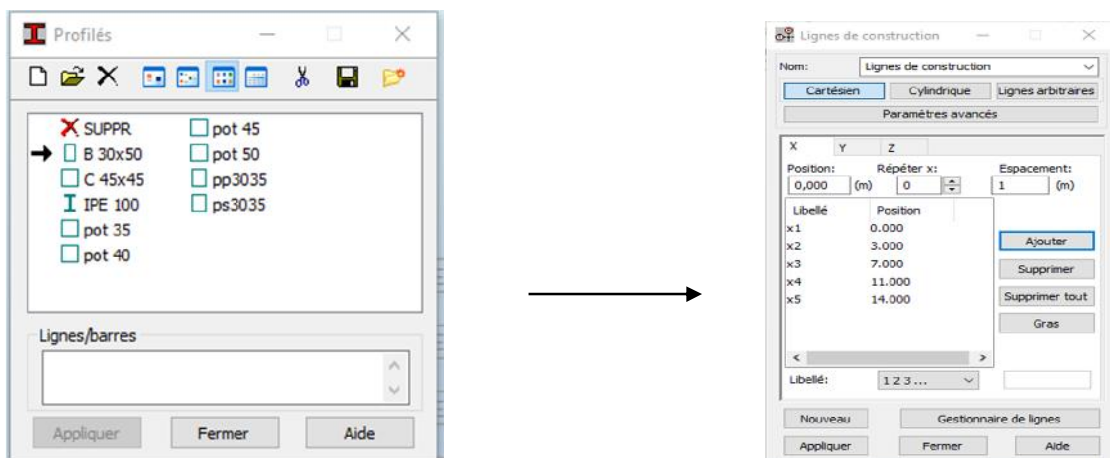 Profilés
SUPPR
B 30x50
C 45x45
IPE 100
pot 35
pot 40
pot 45
pot 50
pp3035
ps3035
Lignes/barres
Appliquer Fermer Aide
Lignes de construction
Nom: Lignes de construction
Cartésien Cylindrique Lignes arbitraires
Paramètres avancés
X Y Z
Position: Répéter x: Espacement:
0,000 (m) 0 1 (m)
Libellé Position
x1 0.000
x2 3.000
x3 7.000
x4 11.000
x5 14.000
Ajouter
Supprimer
Supprimer tout
Gras
Libellé: 1 2 3 ...
Nouveau Gestionnaire de lignes
Appliquer Fermer Aide